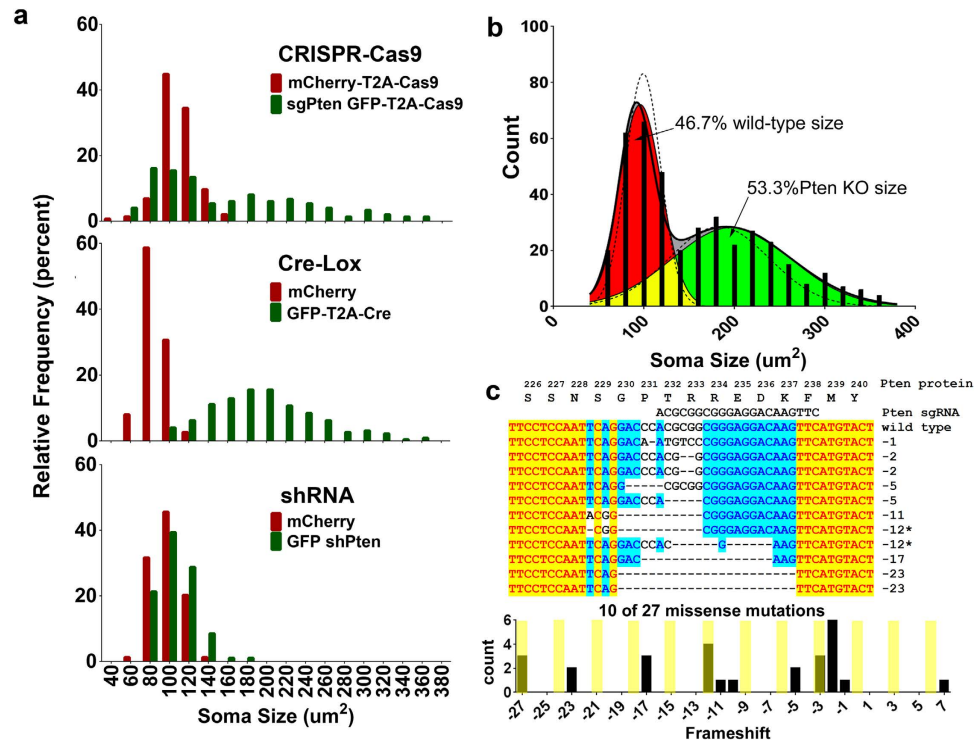 a
60
40
20
0
CRISPR-Cas9
mCherry-T2A-Cas9
sgPten GFP-T2A-Cas9
60
40
20
0
Cre-Lox
mCherry
GFP-T2A-Cre
60
40
20
0
shRNA
mCherry
GFP shPten
Relative Frequency (percent)
40 60 80 100 120 140 160 180 200 220 240 260 280 300 320 340 360 380
Soma Size (um²)
b
100
80
60
40
20
0
Count
46.7% wild-type size
53.3%Pten KO size
0 100 200 300 400
Soma Size (um²)
c
226 227 228 229 230 231 232 233 234 235 236 237 238 239 240 Pten protein
S S N S G P T R R E D K F M Y
ACGCGGCGGGAGGACAAGTTC Pten sgRNA
TTCCTCCAATTCAGGACCCACGCGGCGGGAGGACAAGTTCATGTACT wild type
TTCCTCCAATTCAGGACCCA-ATGTCCCGGGAGGACAAGTTCATGTACT -1
TTCCTCCAATTCAGGACCCACG--GCGGGAGGACAAGTTCATGTACT -2
TTCCTCCAATTCAGGACCCACG--GCGGGAGGACAAGTTCATGTACT -2
TTCCTCCAATTCAGG-----CGCGGCGGGAGGACAAGTTCATGTACT -5
TTCCTCCAATTCAGGACCCA-----CGGGAGGACAAGTTCATGTACT -5
TTCCTCCAATACGG-----------CGGGAGGACAAGTTCATGTACT -11
TTCCTCCAAT-CGG-----------CGGGAGGACAAGTTCATGTACT -12*
TTCCTCCAATTCAGGACCCAC------G------AAGTTCATGTACT -12*
TTCCTCCAATTCAGGAC-----------------AAGTTCATGTACT -17
TTCCTCCAATTCAG-----------------------TTCATGTACT -23
TTCCTCCAATTCAG-----------------------TTCATGTACT -23
10 of 27 missense mutations
6
4
2
0
count
-27 -25 -23 -21 -19 -17 -15 -13 -11 -9 -7 -5 -3 -1 1 3 5 7
Frameshift